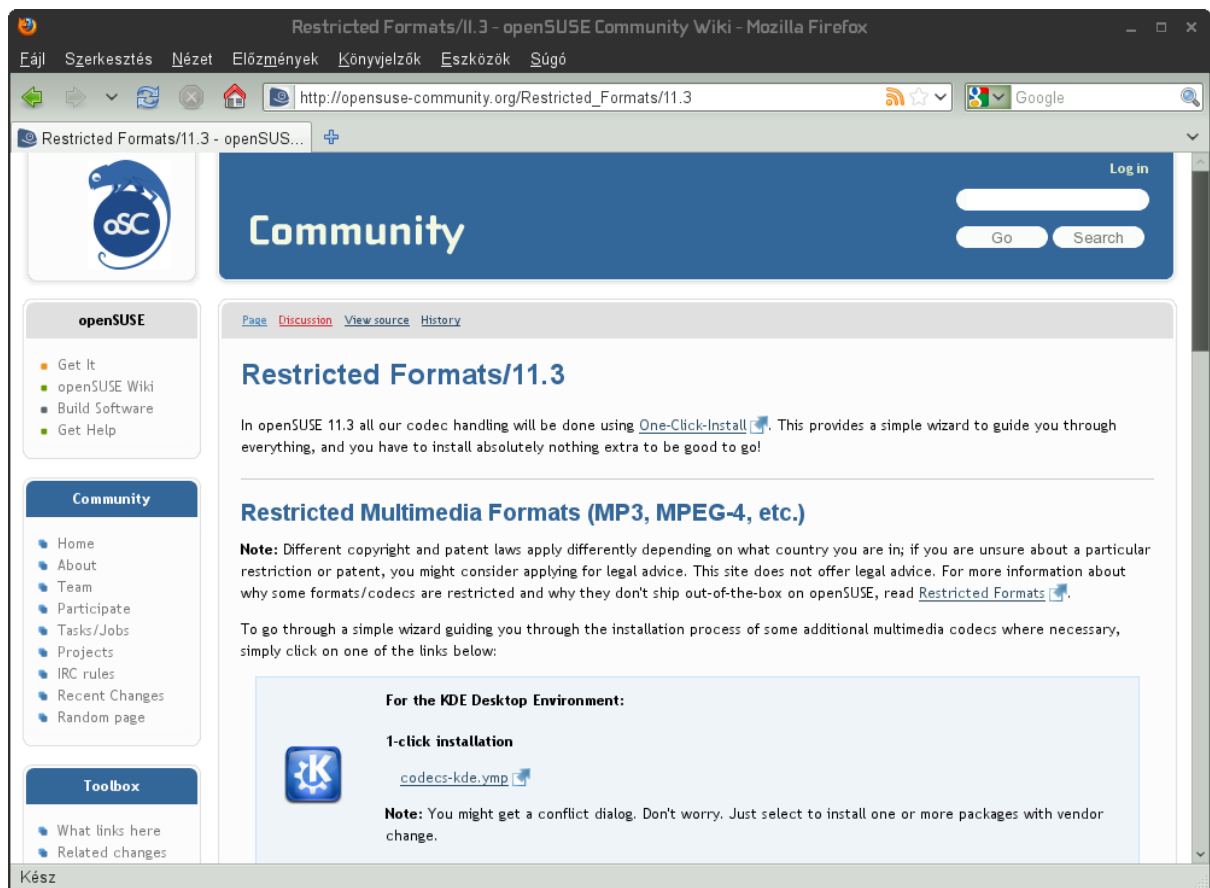 Restricted Formats/11.3 - openSUSE Community Wiki - Mozilla Firefox
Fájl Szerkesztés Nézet Előzmények Könyvjelzők Eszközök Súgó
http://opensuse-community.org/Restricted_Formats/11.3
Google
Restricted Formats/11.3 - openSUS...
oSC
Community
Log in
Go Search
openSUSE
Get It
openSUSE Wiki
Build Software
Get Help
Community
Home
About
Team
Participate
Tasks/Jobs
Projects
IRC rules
Recent Changes
Random page
Toolbox
What links here
Related changes
Page Discussion View source History
Restricted Formats/11.3
In openSUSE 11.3 all our codec handling will be done using One-Click-Install. This provides a simple wizard to guide you through
everything, and you have to install absolutely nothing extra to be good to go!
Restricted Multimedia Formats (MP3, MPEG-4, etc.)
Note: Different copyright and patent laws apply differently depending on what country you are in; if you are unsure about a particular
restriction or patent, you might consider applying for legal advice. This site does not offer legal advice. For more information about
why some formats/codecs are restricted and why they don't ship out-of-the-box on openSUSE, read Restricted Formats.
To go through a simple wizard guiding you through the installation process of some additional multimedia codecs where necessary,
simply click on one of the links below:
For the KDE Desktop Environment:
1-click installation
codecs-kde.ymp
Note: You might get a conflict dialog. Don't worry. Just select to install one or more packages with vendor
change.
Kész